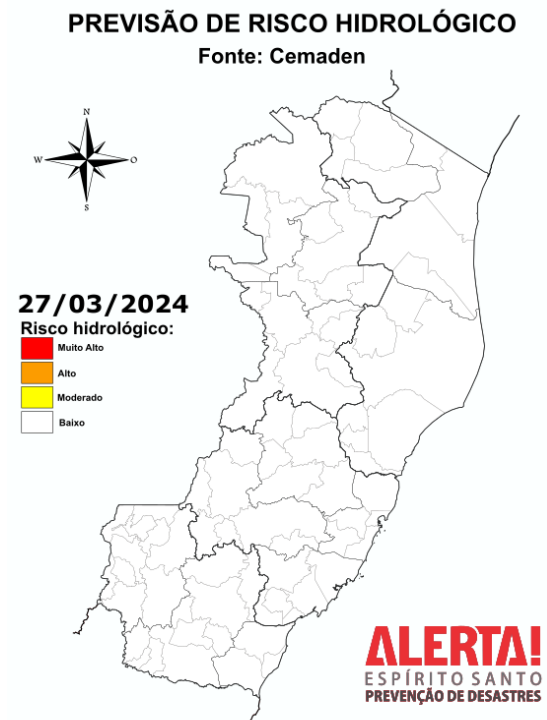 PREVISÃO DE RISCO HIDROLÓGICO
Fonte: Cemaden
N
W
O
S
27/03/2024
Risco hidrológico:
Muito Alto
Alto
Moderado
Baixo
ALERTA!
ESPÍRITO SANTO
PREVENÇÃO DE DESASTRES